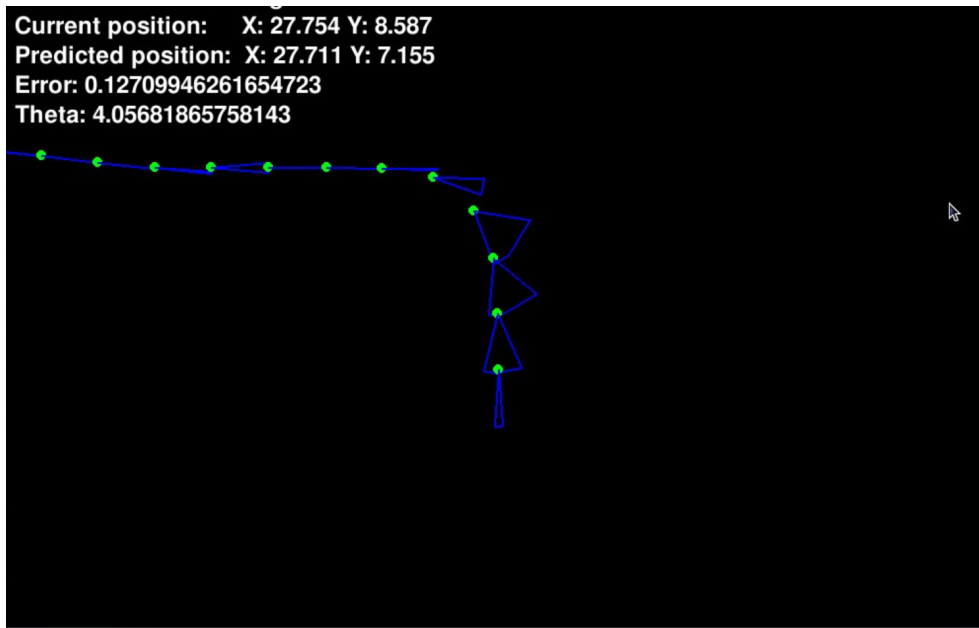 Current position: X: 27.754 Y: 8.587
Predicted position: X: 27.711 Y: 7.155
Error: 0.12709946261654723
Theta: 4.05681865758143